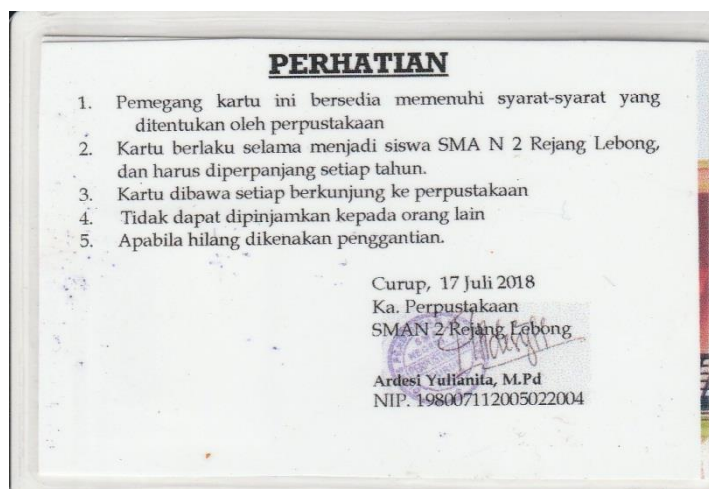 PERHATIAN
1. Pemegang kartu ini bersedia memenuhi syarat-syarat yang
ditentukan oleh perpustakaan
2. Kartu berlaku selama menjadi siswa SMA N 2 Rejang Lebong,
dan harus diperpanjang setiap tahun.
3. Kartu dibawa setiap berkunjung ke perpustakaan
4. Tidak dapat dipinjamkan kepada orang lain
5. Apabila hilang dikenakan penggantian.
Curup, 17 Juli 2018
Ka. Perpustakaan
SMAN 2 Rejang Lebong
Ardesi Yulianita, M.Pd
NIP. 198007112005022004